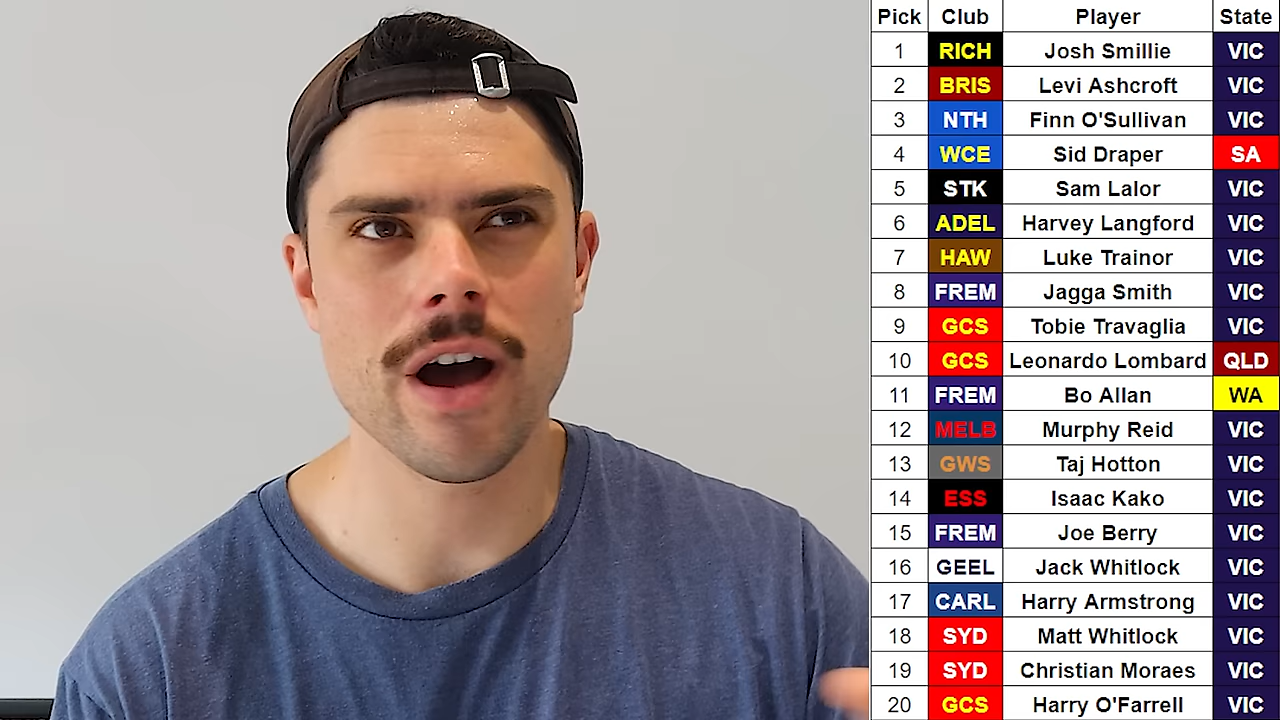 Pick Club Player State
1 RICH Josh Smillie VIC
2 BRIS Levi Ashcroft VIC
3 NTH Finn O'Sullivan VIC
4 WCE Sid Draper SA
5 STK Sam Lalor VIC
6 ADEL Harvey Langford VIC
7 HAW Luke Trainor VIC
8 FREM Jagga Smith VIC
9 GCS Tobie Travaglia VIC
10 GCS Leonardo Lombard QLD
11 FREM Bo Allan WA
12 MELB Murphy Reid VIC
13 GWS Taj Hotton VIC
14 ESS Isaac Kako VIC
15 FREM Joe Berry VIC
16 GEEL Jack Whitlock VIC
17 CARL Harry Armstrong VIC
18 SYD Matt Whitlock VIC
19 SYD Christian Moraes VIC
20 GCS Harry O'Farrell VIC